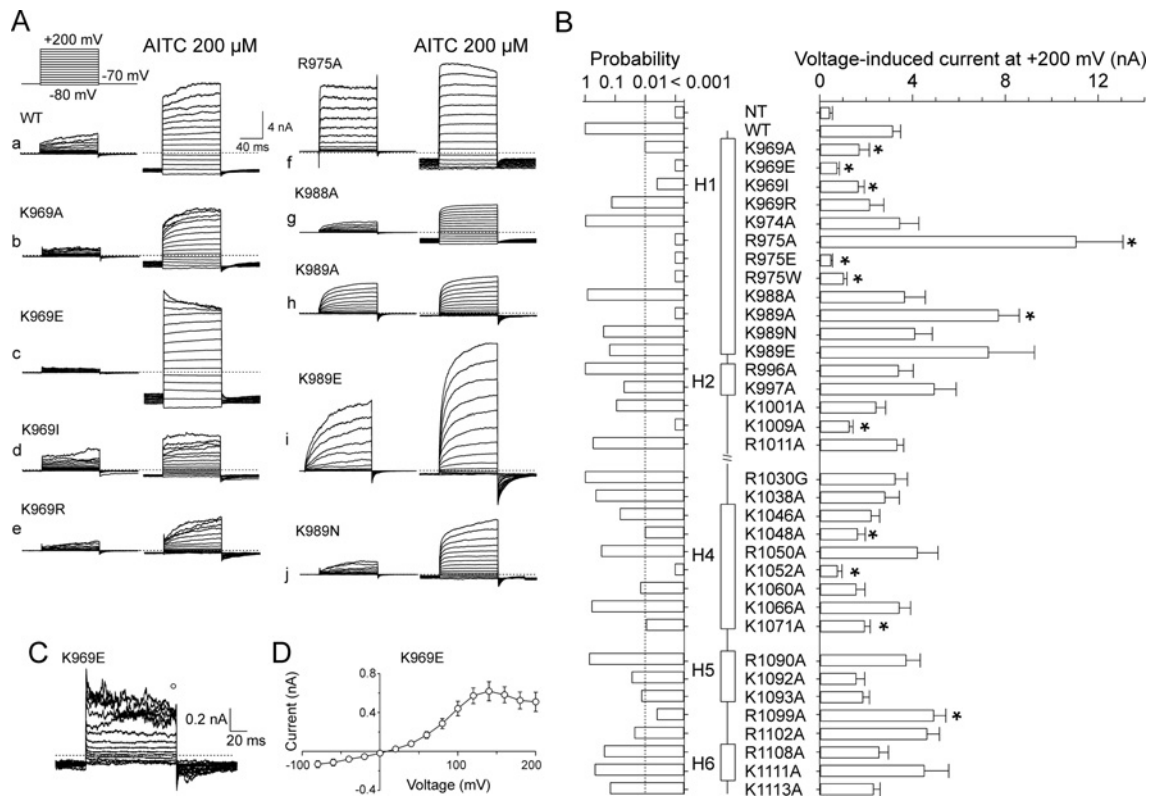 A
+200 mV
-70 mV
-80 mV
AITC 200 µM
AITC 200 µM
4 nA
40 ms
WT
a
K969A
b
K969E
c
K969I
d
K969R
e
R975A
f
K988A
g
K989A
h
K989E
i
K989N
j
B
Probability
1 0.1 0.01 < 0.001
Voltage-induced current at +200 mV (nA)
0 4 8 12
NT
WT
K969A *
K969E *
K969I *
K969R
K974A
R975A *
R975E *
R975W *
K988A
K989A *
K989N
K989E
R996A
K997A
K1001A
K1009A *
R1011A
R1030G
K1038A
K1046A
K1048A *
R1050A
K1052A *
K1060A
K1066A
K1071A *
R1090A
K1092A
K1093A
R1099A *
R1102A
R1108A
K1111A
K1113A
H1
H2
H4
H5
H6
C
K969E
0.2 nA
20 ms
D
K969E
Current (nA)
0.8
0.4
0
-0.4
-100 0 100 200
Voltage (mV)